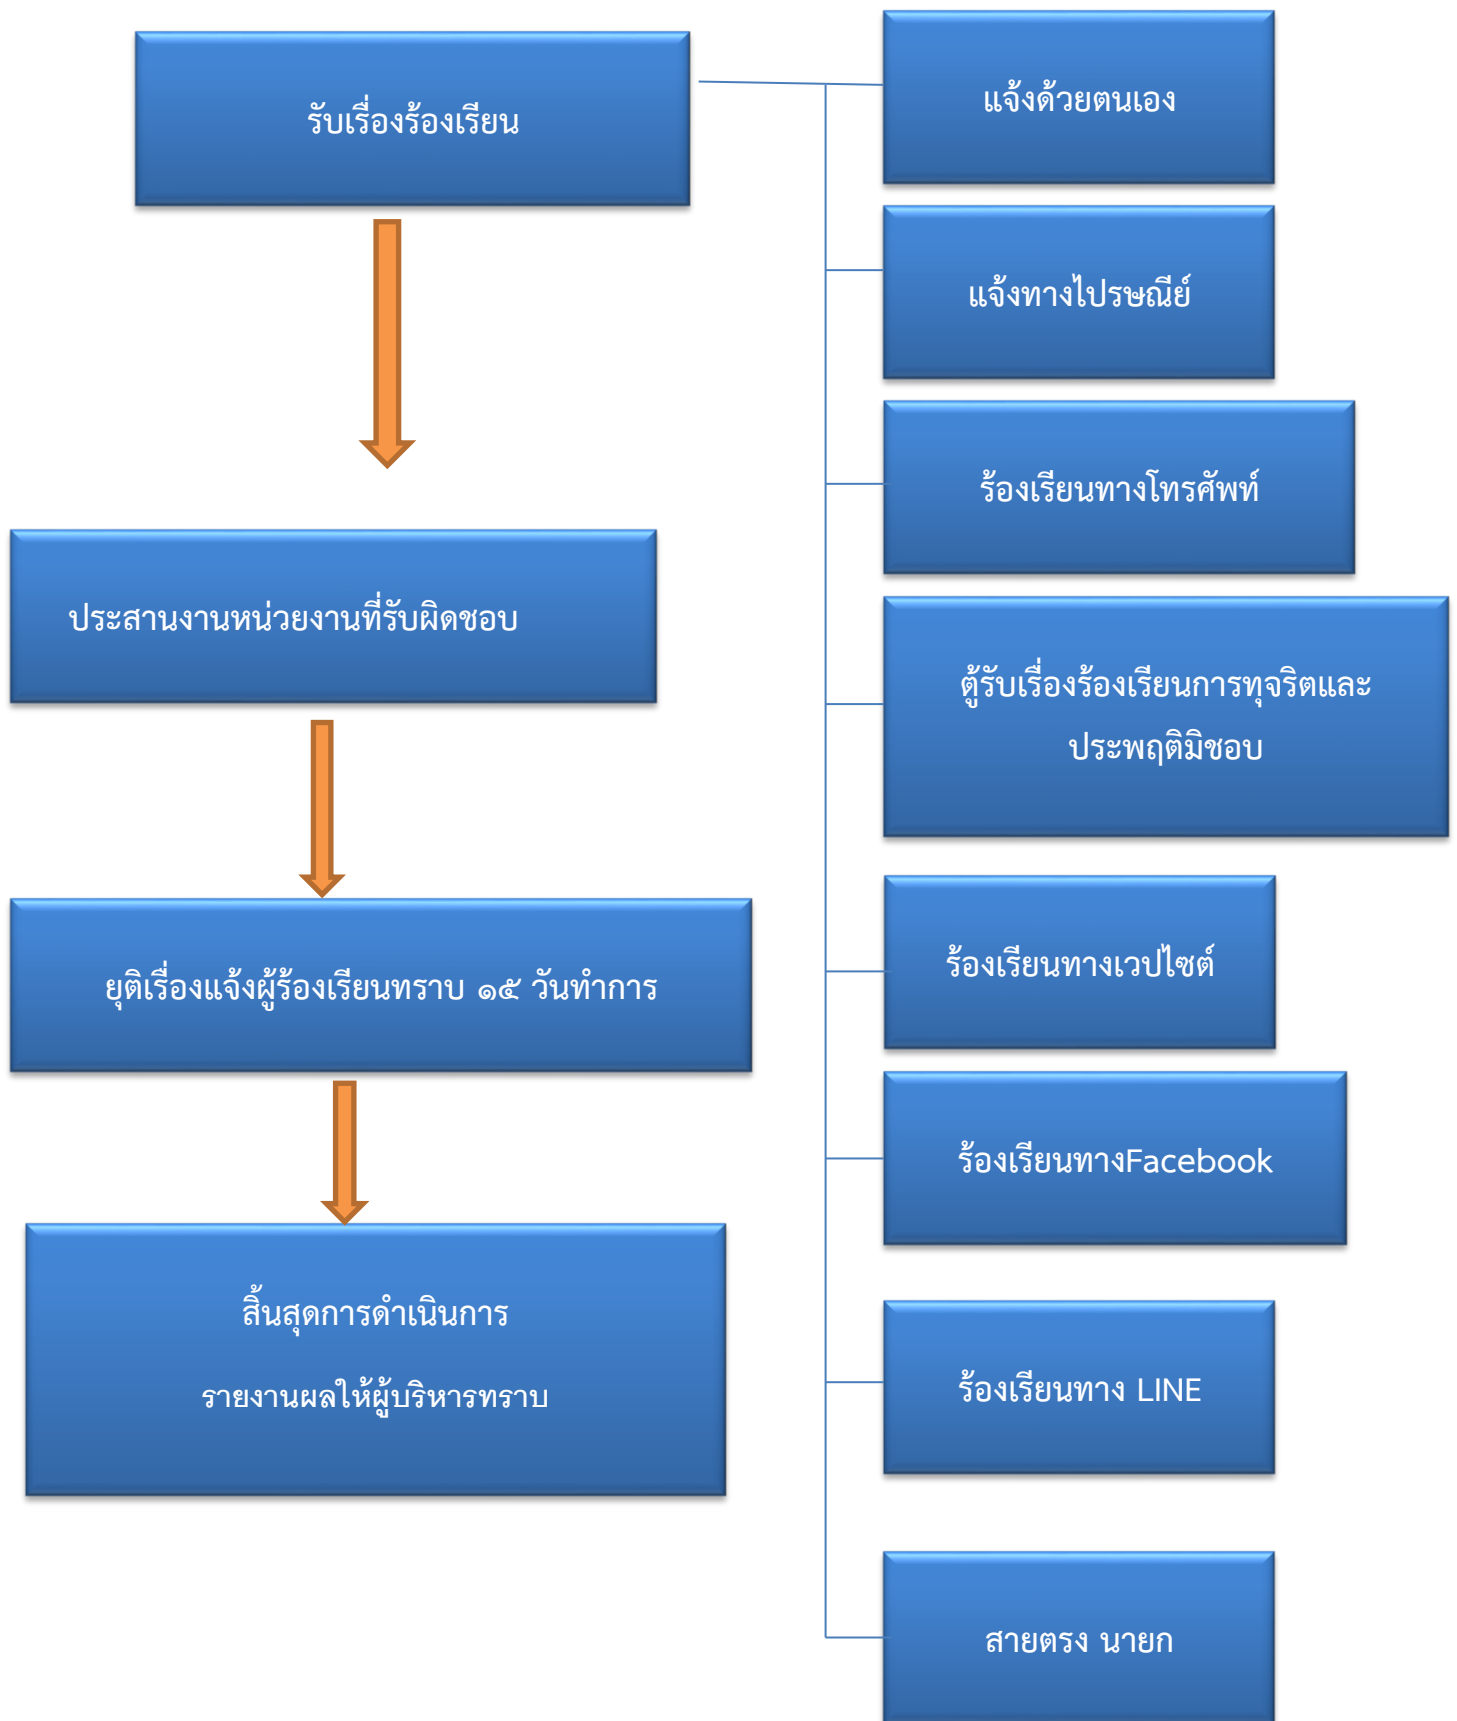 รับเรื่องร้องเรียน
ประสานงานหน่วยงานที่รับผิดชอบ
ยุติเรื่องแจ้งผู้ร้องเรียนทราบ ๑๕ วันทำการ
สิ้นสุดการดำเนินการ
รายงานผลให้ผู้บริหารทราบ
แจ้งด้วยตนเอง
แจ้งทางไปรษณีย์
ร้องเรียนทางโทรศัพท์
ตู้รับเรื่องร้องเรียนการทุจริตและ
ประพฤติมิชอบ
ร้องเรียนทางเวปไซต์
ร้องเรียนทางFacebook
ร้องเรียนทาง LINE
สายตรง นายก